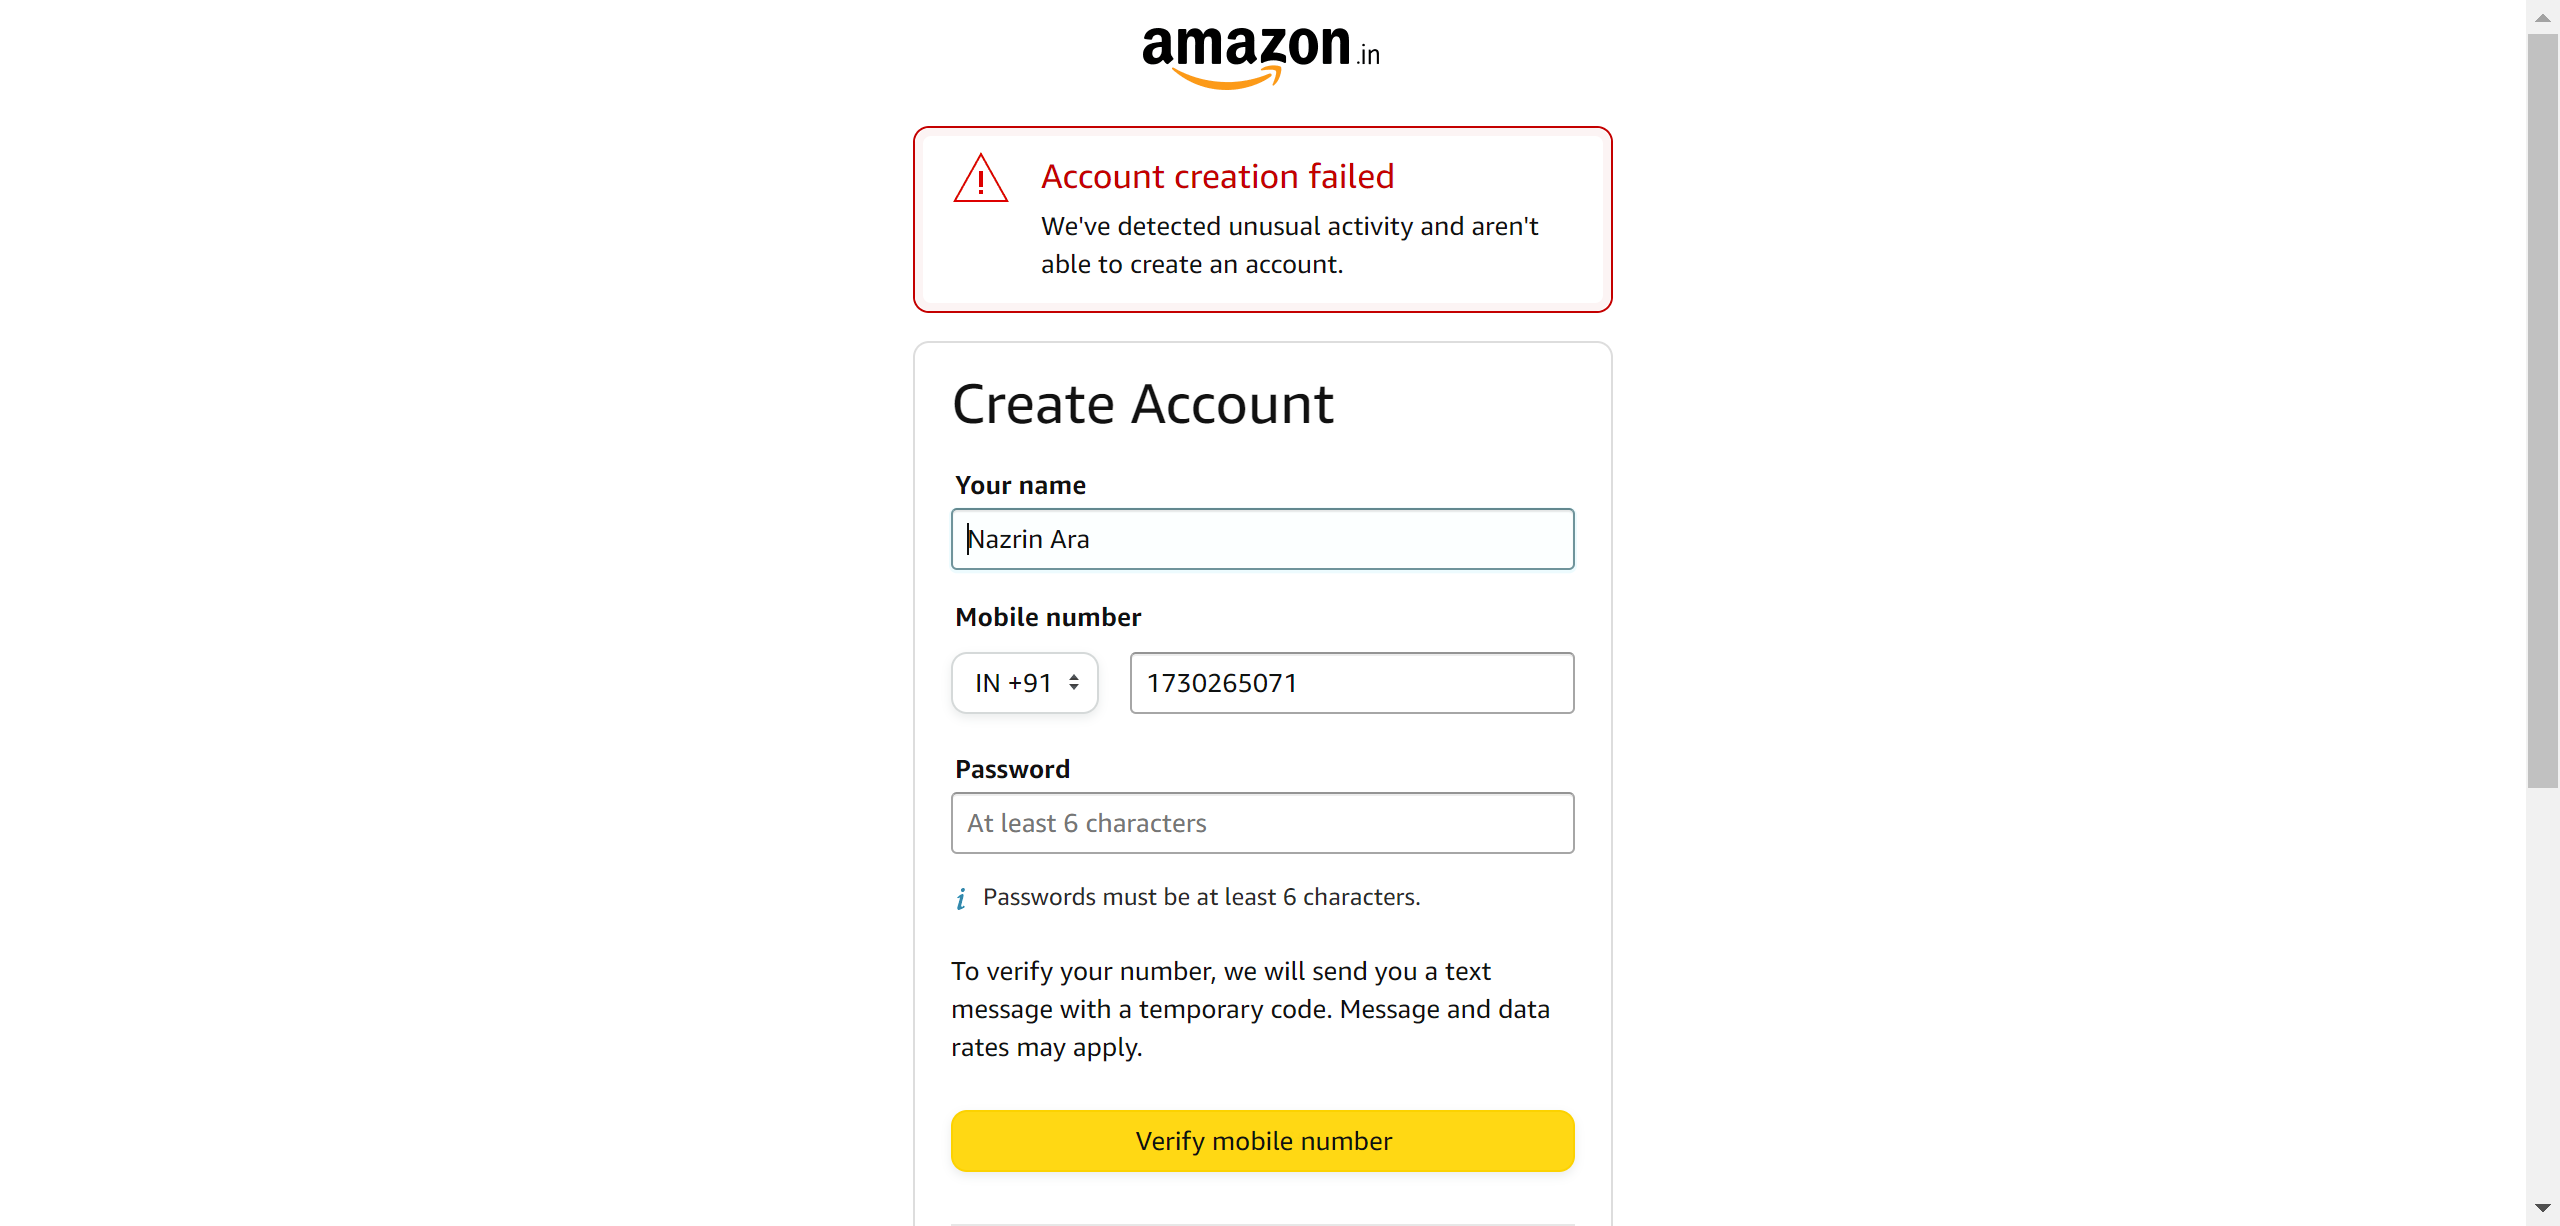 amazon.in
Account creation failed
We've detected unusual activity and aren't
able to create an account.
Create Account
Your name
Nazrin Ara
Mobile number
IN +91
1730265071
Password
At least 6 characters
i Passwords must be at least 6 characters.
To verify your number, we will send you a text
message with a temporary code. Message and data
rates may apply.
Verify mobile number